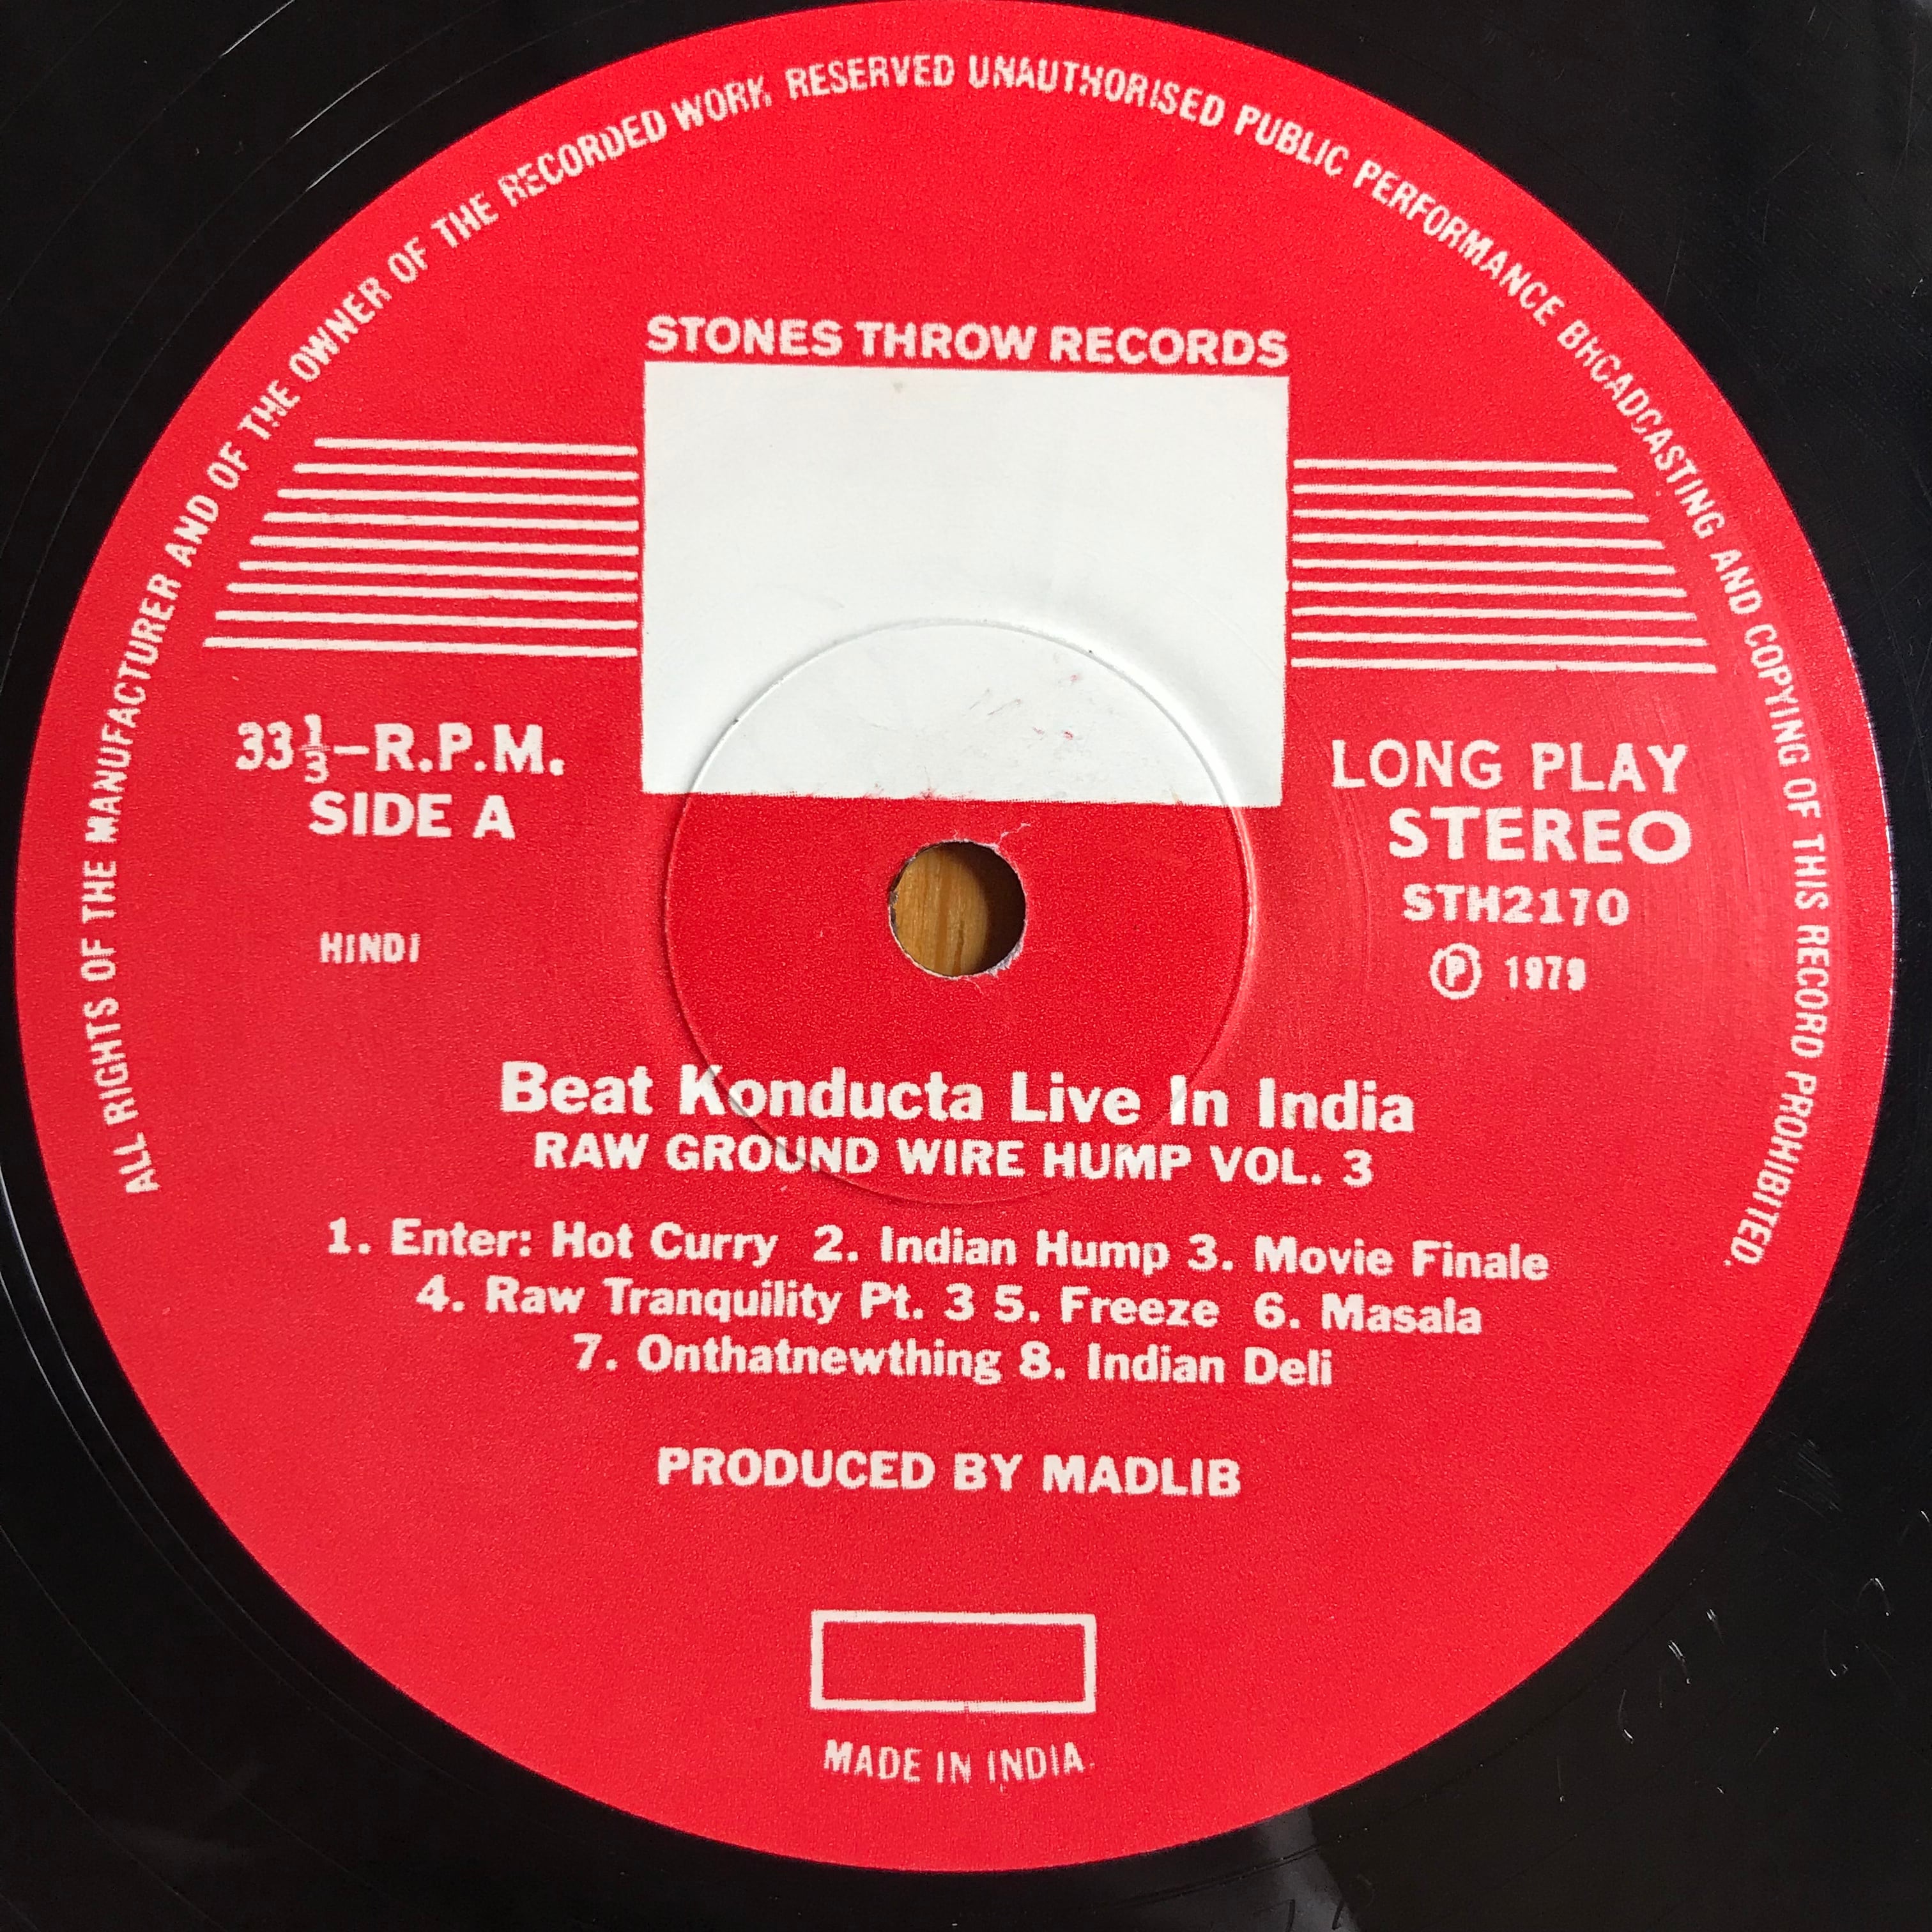 ALL RIGHTS OF THE MANUFACTURER AND OF THE OWNER OF THE RECORDED WORK RESERVED UNAUTHORISED PUBLIC PERFORMANCE BHCADCASTING AND COPYING OF THIS RECORD PROHIBITED.
STONES THROW RECORDS
33⅓-R.P.M.
SIDE A
HINDI
LONG PLAY
STEREO
STH2170
Ⓟ 1979
Beat Konducta Live In India
RAW GROUND WIRE HUMP VOL. 3
1. Enter: Hot Curry 2. Indian Hump 3. Movie Finale
4. Raw Tranquility Pt. 3 5. Freeze 6. Masala
7. Onthatnewthing 8. Indian Deli
PRODUCED BY MADLIB
MADE IN INDIA